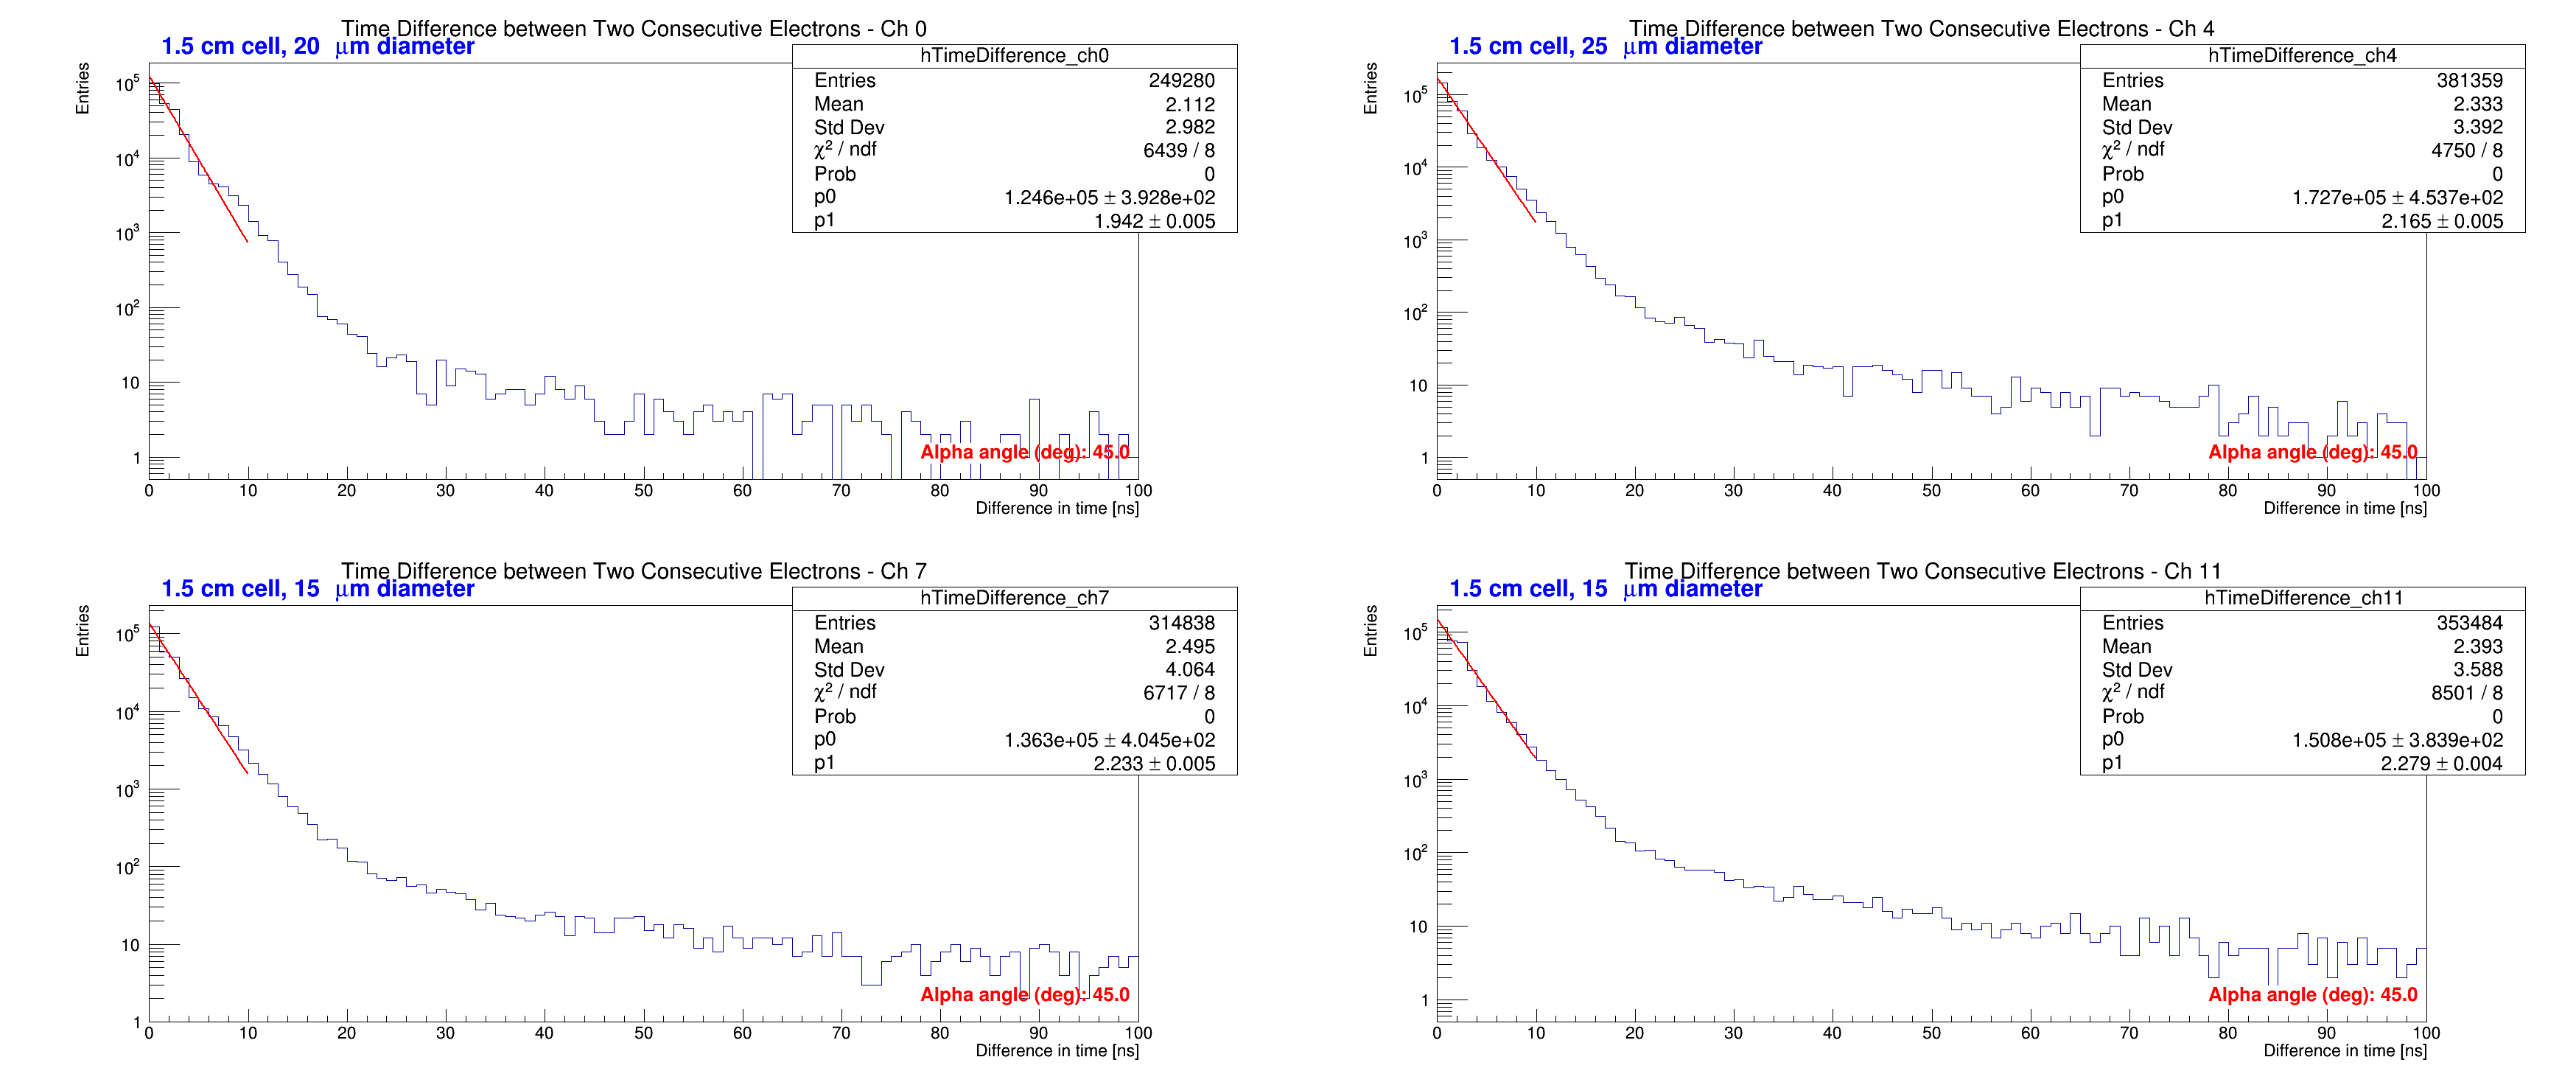 Time Difference between Two Consecutive Electrons - Ch 0
1.5 cm cell, 20 μm diameter
hTimeDifference_ch0
Entries 249280
Mean 2.112
Std Dev 2.982
χ² / ndf 6439 / 8
Prob 0
p0 1.246e+05 ± 3.928e+02
p1 1.942 ± 0.005
Entries
10⁵
10⁴
10³
10²
10
1
Alpha angle (deg): 45.0
0 10 20 30 40 50 60 70 80 90 100
Difference in time [ns]
Time Difference between Two Consecutive Electrons - Ch 4
1.5 cm cell, 25 μm diameter
hTimeDifference_ch4
Entries 381359
Mean 2.333
Std Dev 3.392
χ² / ndf 4750 / 8
Prob 0
p0 1.727e+05 ± 4.537e+02
p1 2.165 ± 0.005
Entries
10⁵
10⁴
10³
10²
10
1
Alpha angle (deg): 45.0
0 10 20 30 40 50 60 70 80 90 100
Difference in time [ns]
Time Difference between Two Consecutive Electrons - Ch 7
1.5 cm cell, 15 μm diameter
hTimeDifference_ch7
Entries 314838
Mean 2.495
Std Dev 4.064
χ² / ndf 6717 / 8
Prob 0
p0 1.363e+05 ± 4.045e+02
p1 2.233 ± 0.005
Entries
10⁵
10⁴
10³
10²
10
1
Alpha angle (deg): 45.0
0 10 20 30 40 50 60 70 80 90 100
Difference in time [ns]
Time Difference between Two Consecutive Electrons - Ch 11
1.5 cm cell, 15 μm diameter
hTimeDifference_ch11
Entries 353484
Mean 2.393
Std Dev 3.588
χ² / ndf 8501 / 8
Prob 0
p0 1.508e+05 ± 3.839e+02
p1 2.279 ± 0.004
Entries
10⁵
10⁴
10³
10²
10
1
Alpha angle (deg): 45.0
0 10 20 30 40 50 60 70 80 90 100
Difference in time [ns]